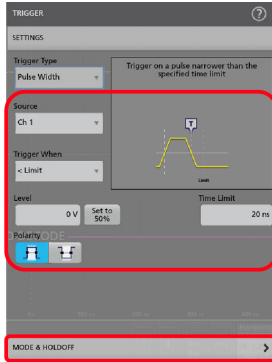 TRIGGER
?
SETTINGS
Trigger Type
Pulse Width
Trigger on a pulse narrower than the
specified time limit
Source
Ch 1
T
Trigger When
< Limit
Limit
Level
Time Limit
0 V
Set to
50%
20 ns
Polarity
MODE & HOLDOFF